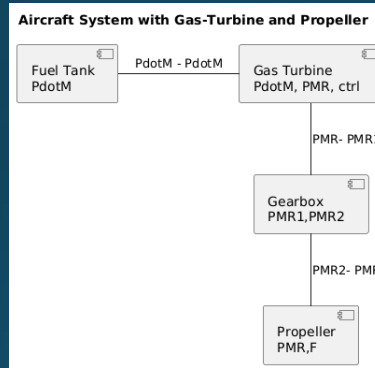 Aircraft System with Gas-Turbine and Propeller
Fuel Tank
PdotM
PdotM - PdotM
Gas Turbine
PdotM, PMR, ctrl
PMR- PMR1
Gearbox
PMR1,PMR2
PMR2- PMR
Propeller
PMR,F